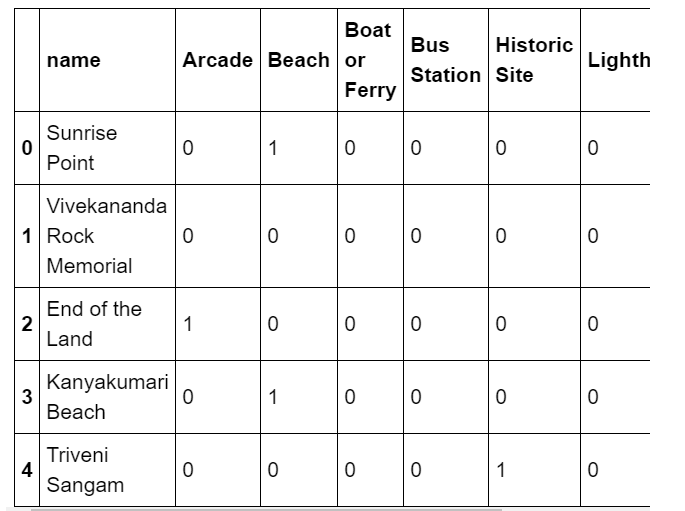 name Arcade Beach Boat or Ferry Bus Station Historic Site Lighth
0 Sunrise Point 0 1 0 0 0 0
1 Vivekananda Rock Memorial 0 0 0 0 0 0
2 End of the Land 1 0 0 0 0 0
3 Kanyakumari Beach 0 1 0 0 0 0
4 Triveni Sangam 0 0 0 0 1 0